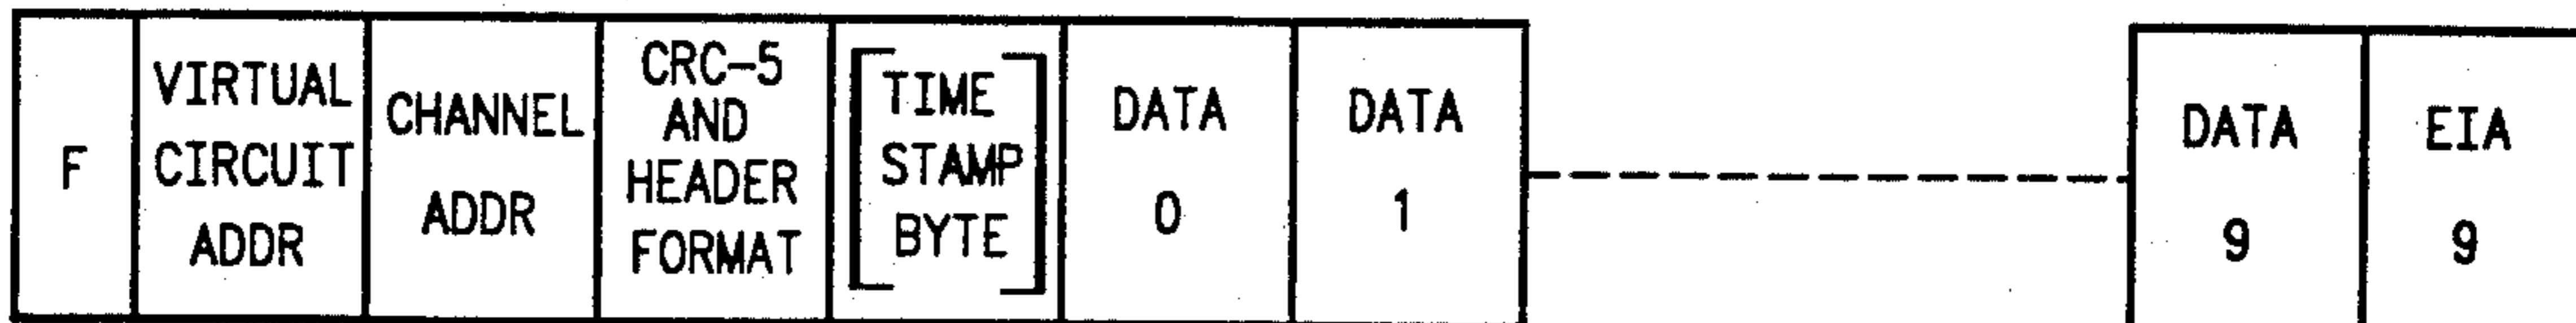 F
VIRTUAL
CIRCUIT
ADDR
CHANNEL
ADDR
CRC-5
AND
HEADER
FORMAT
[TIME
STAMP
BYTE]
DATA
0
DATA
1
DATA
9
EIA
9